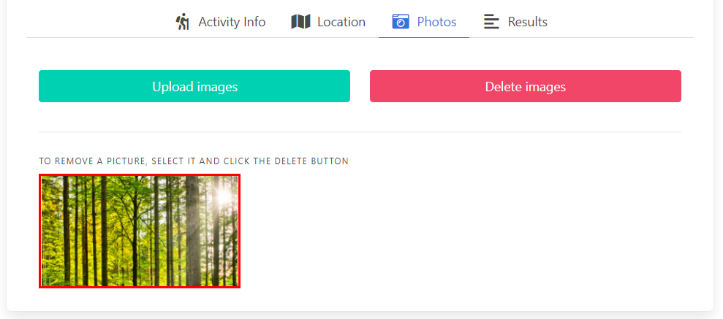 Activity Info Location Photos Results
Upload images Delete images
TO REMOVE A PICTURE, SELECT IT AND CLICK THE DELETE BUTTON